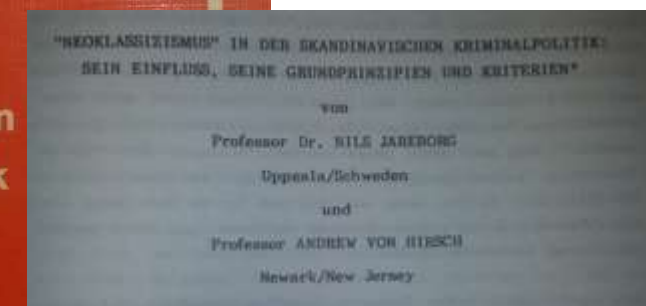 "NEOKLASSIZISMUS" IN DER SKANDINAVISCHEN KRIMINALPOLITIK:
SEIN EINFLUSS, SEINE GRUNDPRINZIPIEN UND KRITERIEN*
von
Professor Dr. NILS JAREBORG
Uppsala/Schweden
und
Professor ANDREW VON HIRSCH
Newark/New Jersey